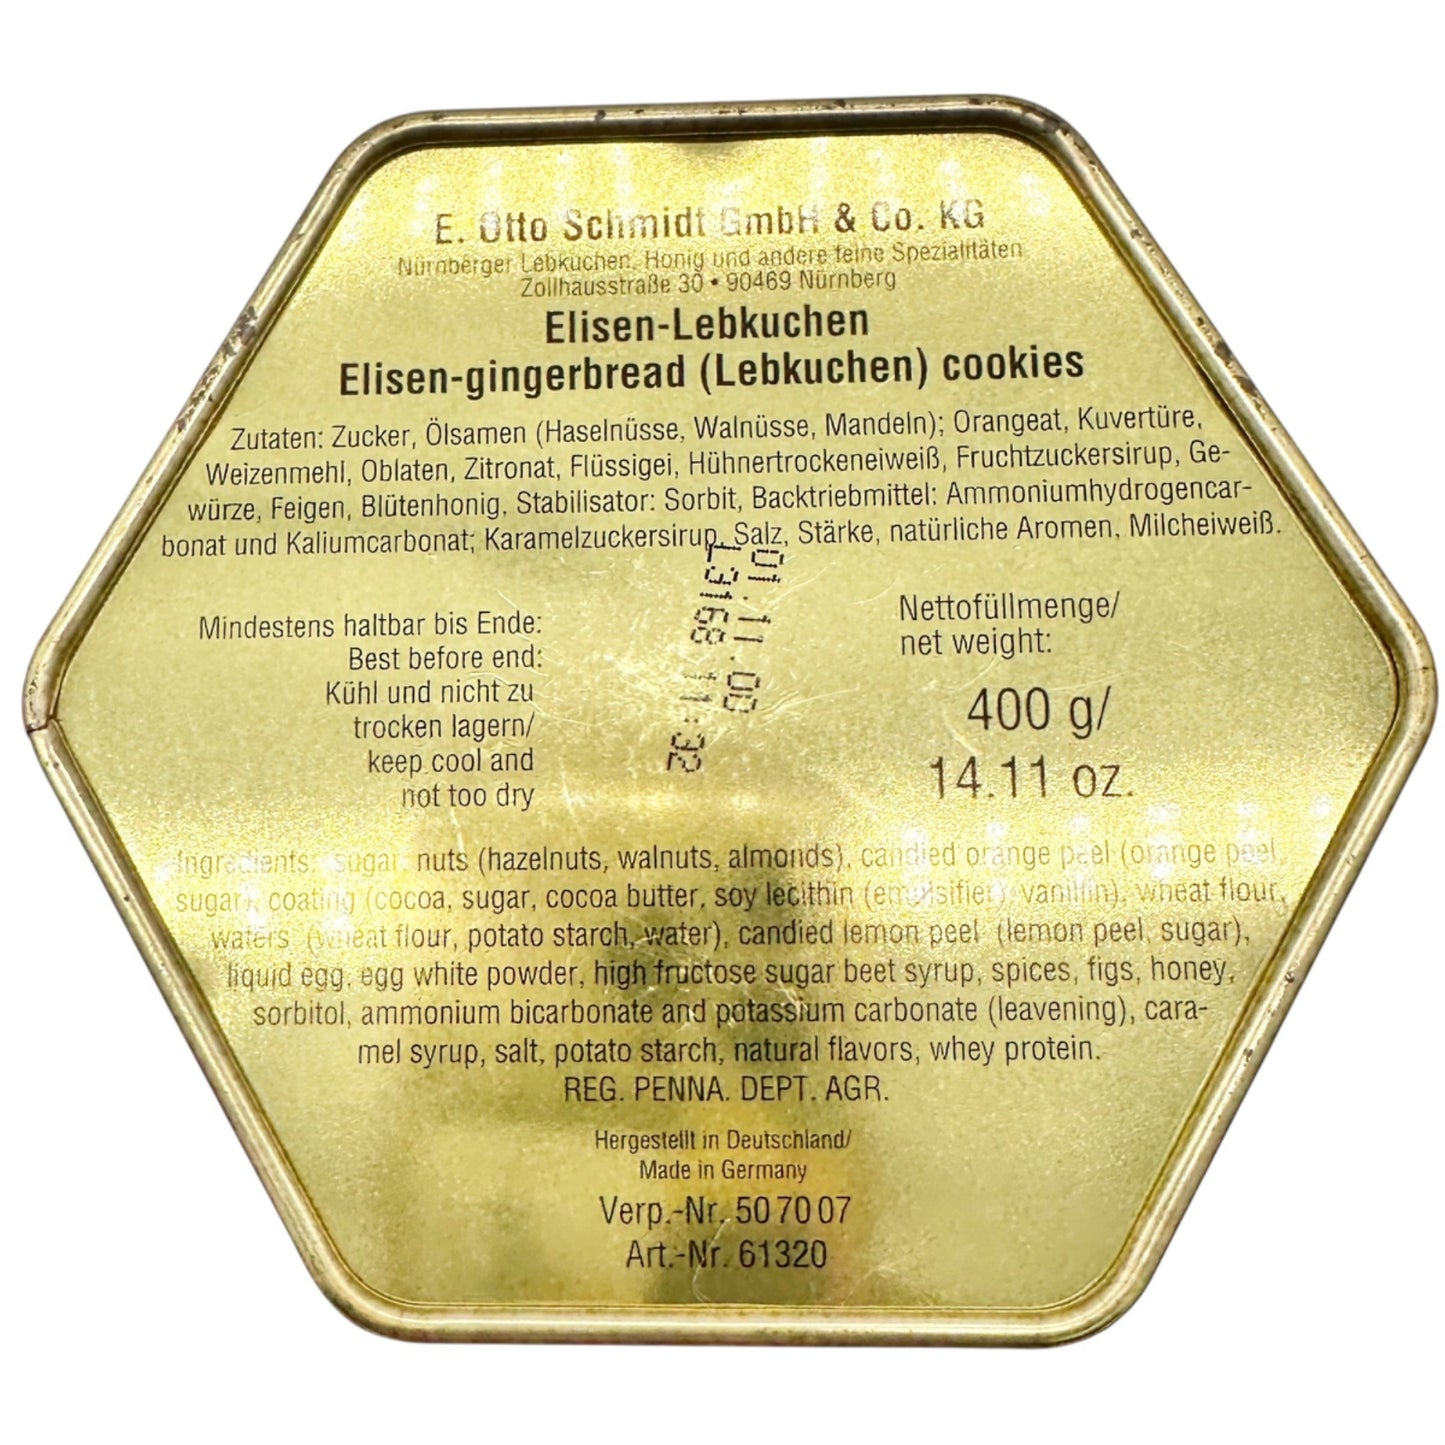 E. Otto Schmidt GmbH & Co. KG
Nürnberger Lebkuchen, Honig und andere feine Spezialitäten
Zollhausstraße 30 • 90469 Nürnberg
Elisen-Lebkuchen
Elisen-gingerbread (Lebkuchen) cookies
Zutaten: Zucker, Ölsamen (Haselnüsse, Walnüsse, Mandeln); Orangeat, Kuvertüre,
Weizenmehl, Oblaten, Zitronat, Flüssigei, Hühnertrockeneiweiß, Fruchtzuckersirup, Ge-
würze, Feigen, Blütenhonig, Stabilisator: Sorbit, Backtriebmittel: Ammoniumhydrogencar-
bonat und Kaliumcarbonat; Karamelzuckersirup, Salz, Stärke, natürliche Aromen, Milcheiweiß.
Mindestens haltbar bis Ende:
Best before end:
Kühl und nicht zu
trocken lagern/
keep cool and
not too dry
11.00
11:32
Nettofüllmenge/
net weight:
400 g/
14.11 oz.
Ingredients: sugar, nuts (hazelnuts, walnuts, almonds), candied orange peel (orange peel,
sugar), coating (cocoa, sugar, cocoa butter, soy lecithin (emulsifier), vanillin), wheat flour,
wafers (wheat flour, potato starch, water), candied lemon peel (lemon peel, sugar),
liquid egg, egg white powder, high fructose sugar beet syrup, spices, figs, honey,
sorbitol, ammonium bicarbonate and potassium carbonate (leavening), cara-
mel syrup, salt, potato starch, natural flavors, whey protein.
REG. PENNA. DEPT. AGR.
Hergestellt in Deutschland/
Made in Germany
Verp.-Nr. 507007
Art.-Nr. 61320